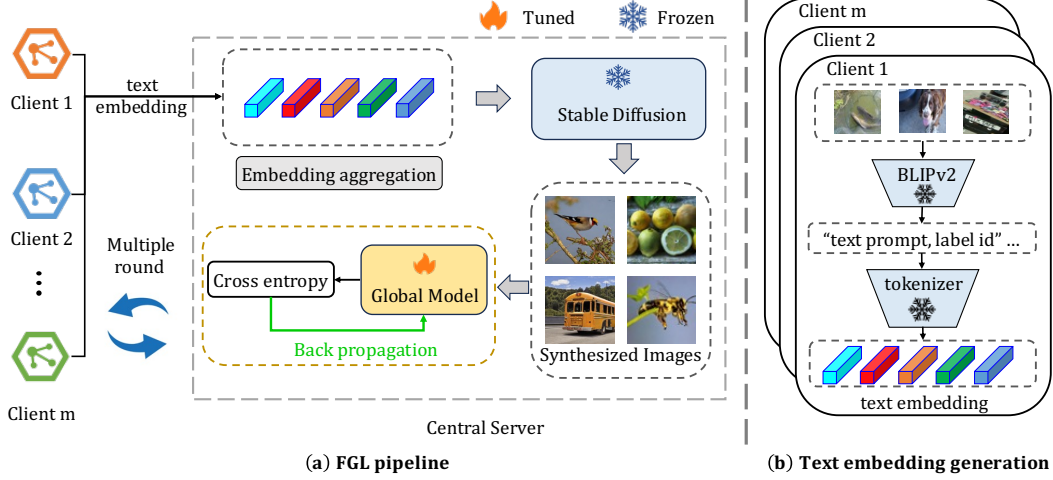 Tuned
Frozen
Client 1
text
embedding
Embedding aggregation
Stable Diffusion
Client 2
Multiple
round
Cross entropy
Global Model
Back propagation
Synthesized Images
Client m
Central Server
(a) FGL pipeline
Client m
Client 2
Client 1
BLIPv2
“text prompt, label id” ...
tokenizer
text embedding
(b) Text embedding generation